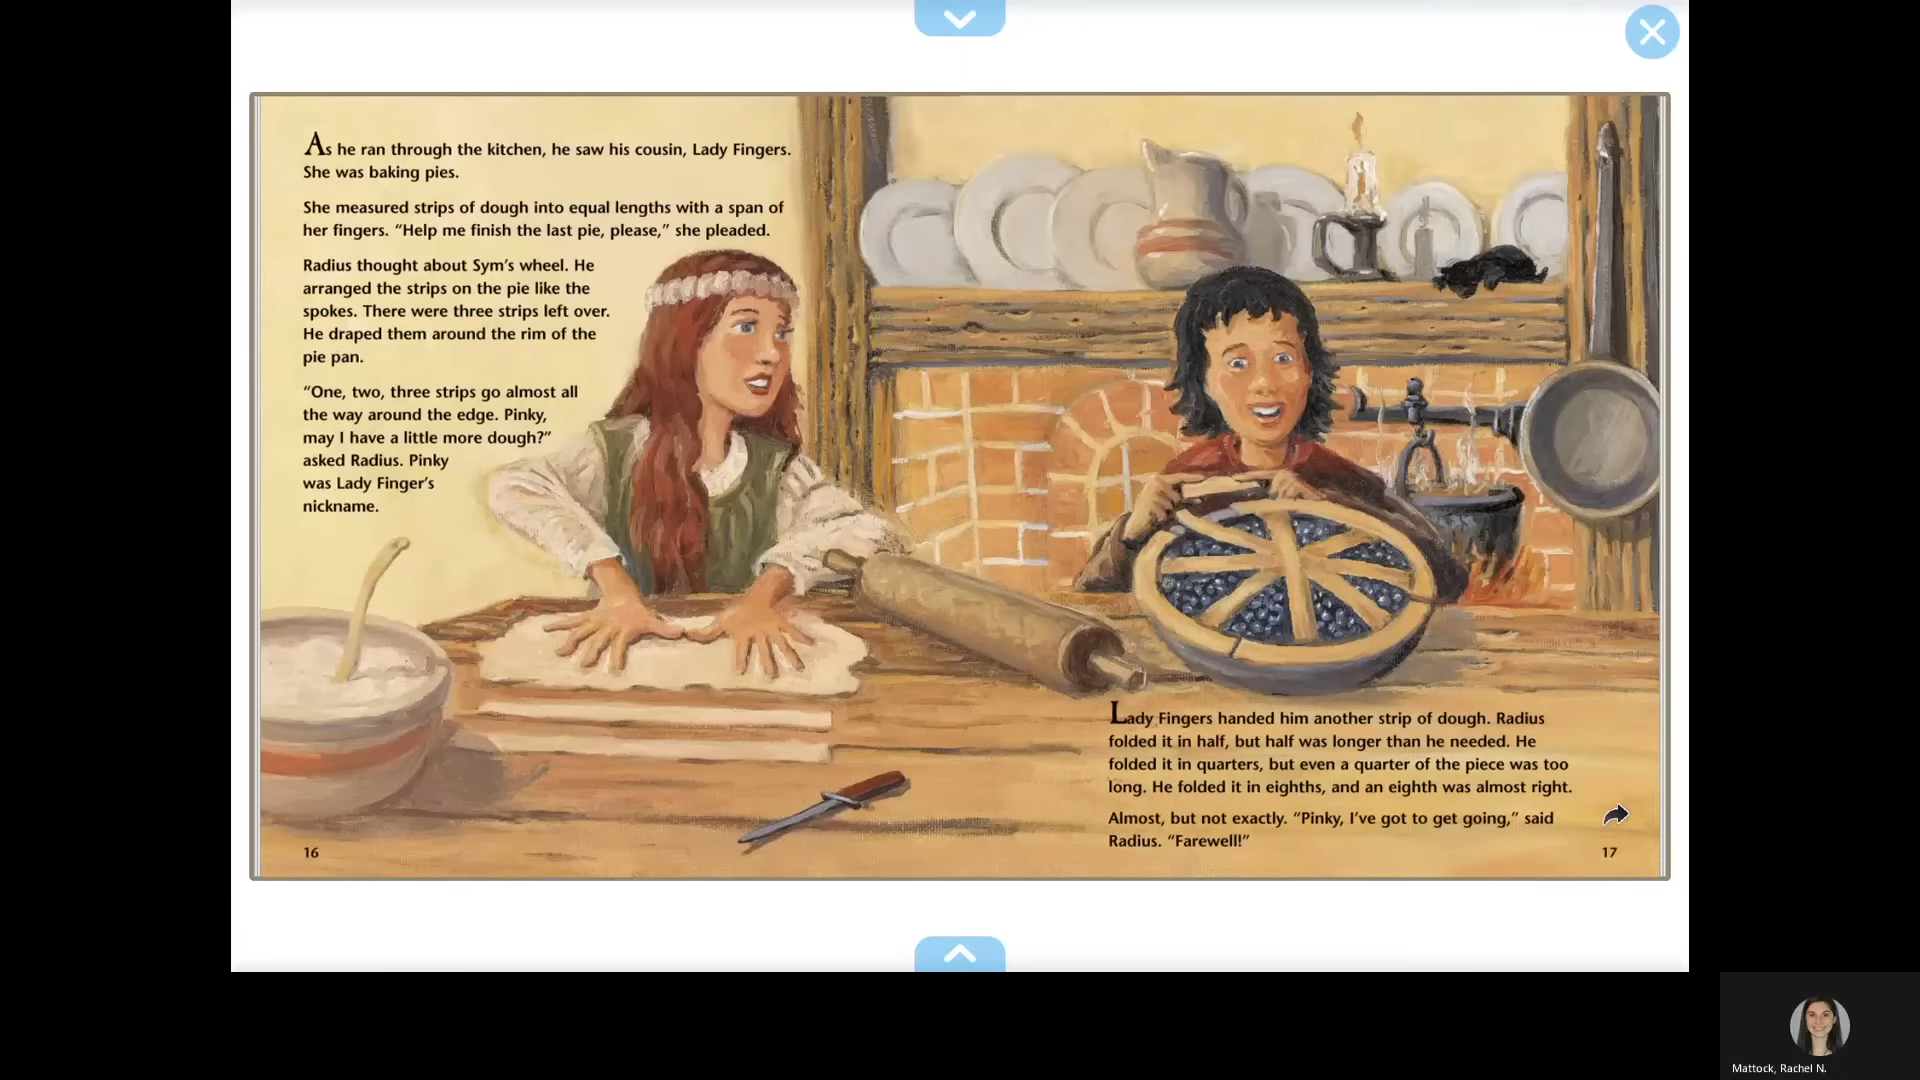 As he ran through the kitchen, he saw his cousin, Lady Fingers.
She was baking pies.
She measured strips of dough into equal lengths with a span of
her fingers. “Help me finish the last pie, please,” she pleaded.
Radius thought about Sym’s wheel. He
arranged the strips on the pie like the
spokes. There were three strips left over.
He draped them around the rim of the
pie pan.
“One, two, three strips go almost all
the way around the edge. Pinky,
may I have a little more dough?”
asked Radius. Pinky
was Lady Finger’s
nickname.
16
Lady Fingers handed him another strip of dough. Radius
folded it in half, but half was longer than he needed. He
folded it in quarters, but even a quarter of the piece was too
long. He folded it in eighths, and an eighth was almost right.
Almost, but not exactly. “Pinky, I’ve got to get going,” said
Radius. “Farewell!”
17
Mattock, Rachel N.